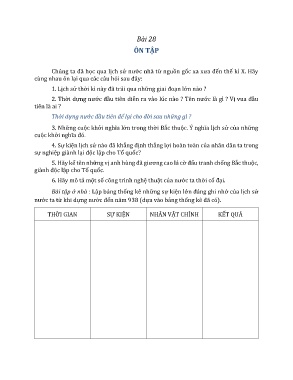 Bài 28
ÔN TẬP
Chúng ta đã học qua lịch sử nước nhà từ nguồn gốc xa xưa đến thế kỉ X. Hãy
cùng nhau ôn lại qua các câu hỏi sau đây:
1. Lịch sử thời kì này đã trải qua những giai đoạn lớn nào ?
2. Thời dựng nước đầu tiên diễn ra vào lúc nào ? Tên nước là gì ? Vị vua đầu
tiên là ai ?
Thời dựng nước đầu tiên để lại cho đời sau những gì ?
3. Những cuộc khởi nghĩa lớn trong thời Bắc thuộc. Ý nghĩa lịch sử của những
cuộc khởi nghĩa đó.
4. Sự kiện lịch sử nào đã khẳng định thắng lợi hoàn toàn của nhân dân ta trong
sự nghiệp giành lại độc lập cho Tổ quốc?
5. Hãy kể tên những vị anh hùng đã giương cao lá cờ đấu tranh chống Bắc thuộc,
giành độc lập cho Tổ quốc.
6. Hãy mô tả một số công trình nghệ thuật của nước ta thời cổ đại.
Bài tập ở nhà : Lập bảng thống kê những sự kiện lớn đáng ghi nhớ của lịch sử
nước ta từ khi dựng nước đến năm 938 (dựa vào bảng thống kê đã có).
THỜI GIAN SỰ KIỆN NHÂN VẬT CHÍNH KẾT QUẢ